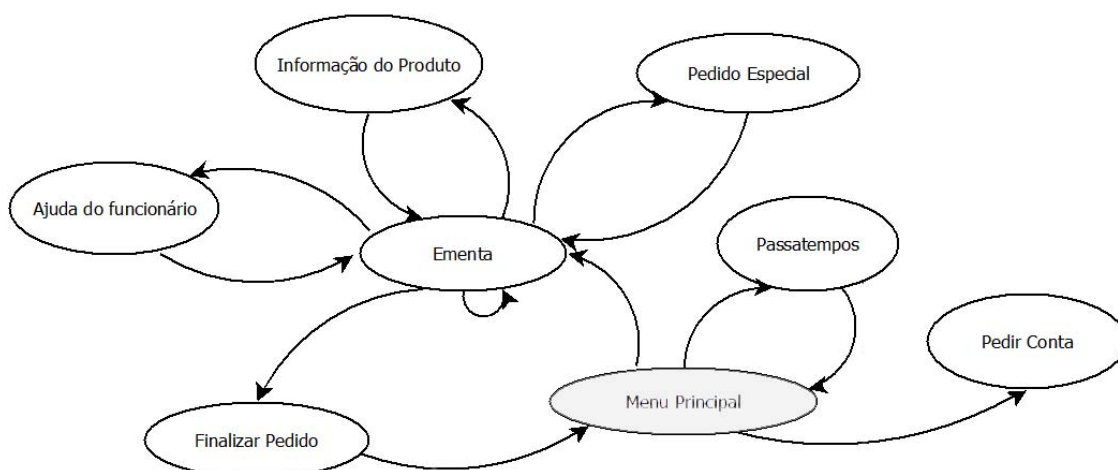 Informação do Produto
Pedido Especial
Ajuda do funcionário
Ementa
Passatempos
Pedir Conta
Menu Principal
Finalizar Pedido